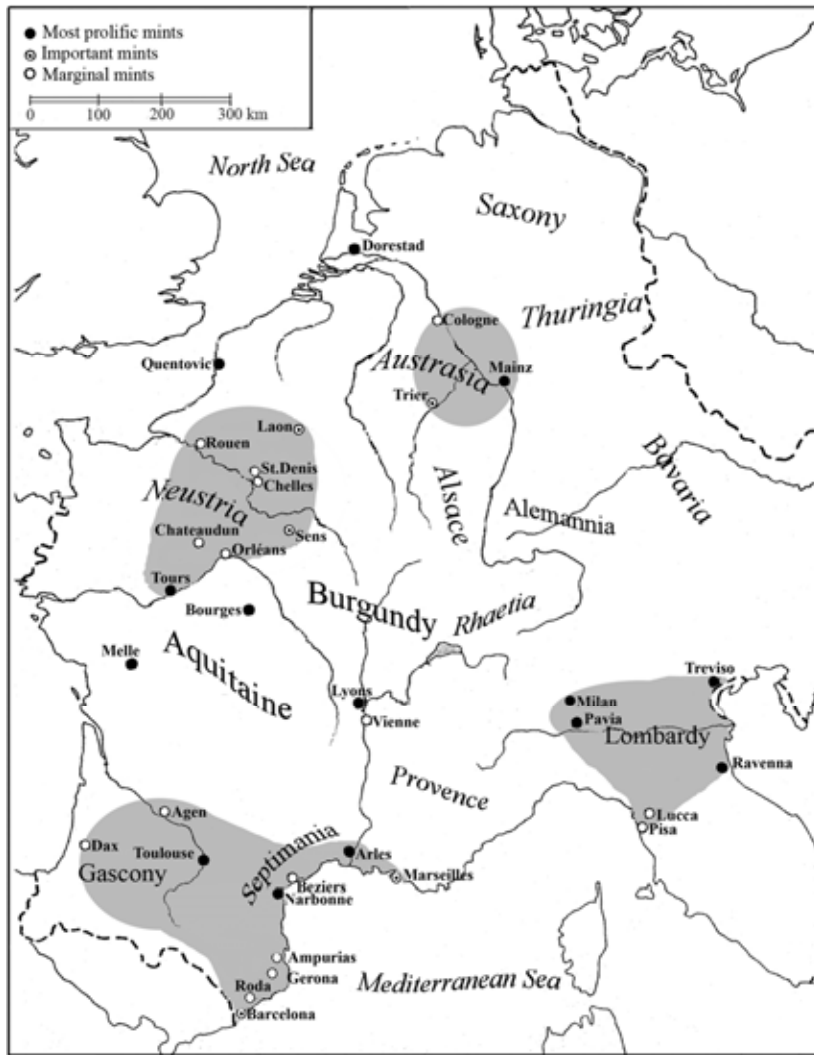 Most prolific mints
Important mints
Marginal mints
0 100 200 300 km
North Sea
Saxony
Dorestad
Thuringia
Cologne
Austrasia
Mainz
Quentovic
Trier
Laon
Rouen
St.Denis
Chelles
Neustria
Alsace
Bavaria
Alemannia
Chateaudun
Sens
Orléans
Tours
Bourges
Burgundy
Rhaetia
Melle
Aquitaine
Treviso
Lyons
Milan
Vienne
Pavia
Lombardy
Provence
Ravenna
Agen
Lucca
Pisa
Dax
Toulouse
Gascony
Septimania
Arles
Marseilles
Beziers
Narbonne
Ampurias
Gerona
Mediterranean Sea
Roda
Barcelona